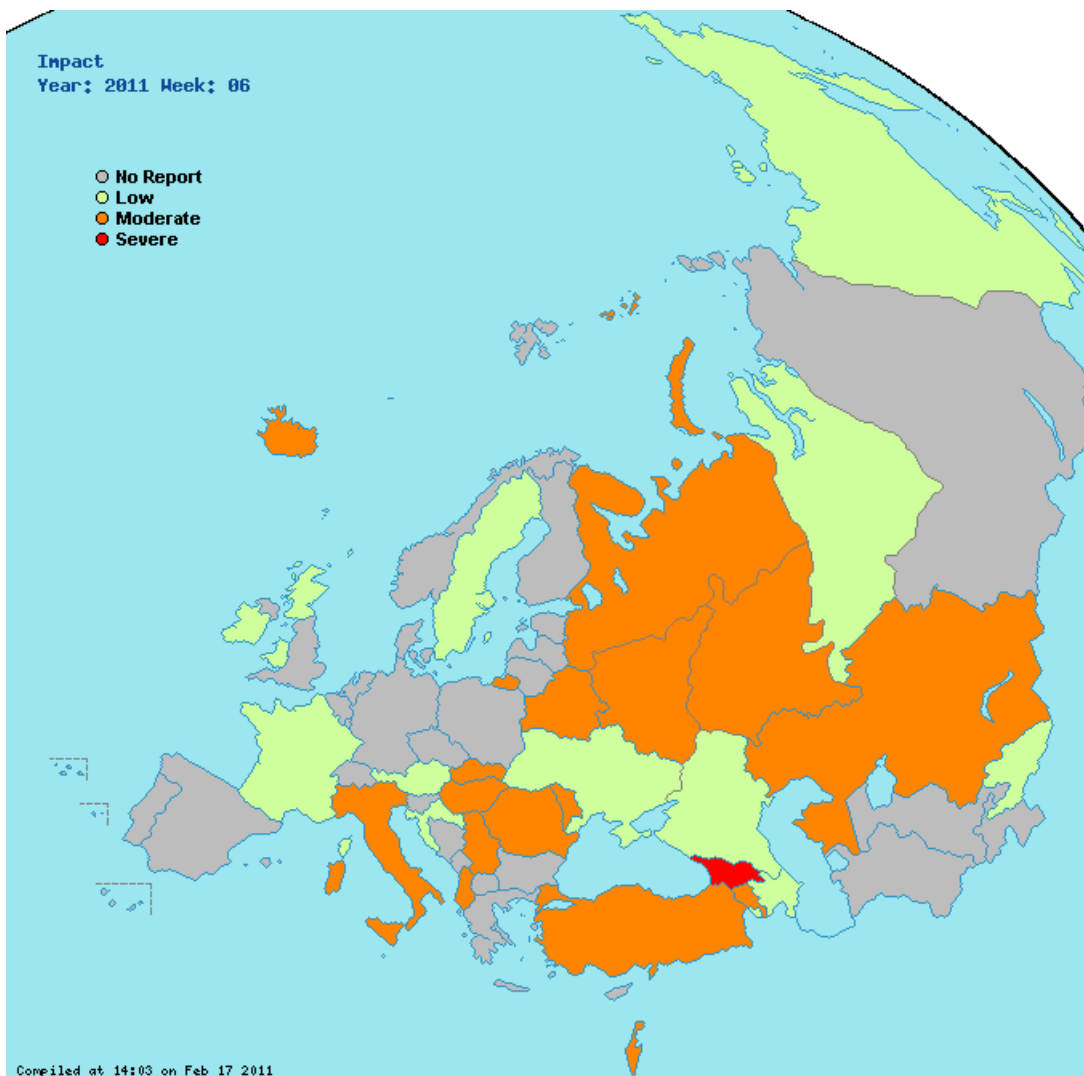 Impact
Year: 2011 Week: 06
No Report
Low
Moderate
Severe
Compiled at 14:03 on Feb 17 2011